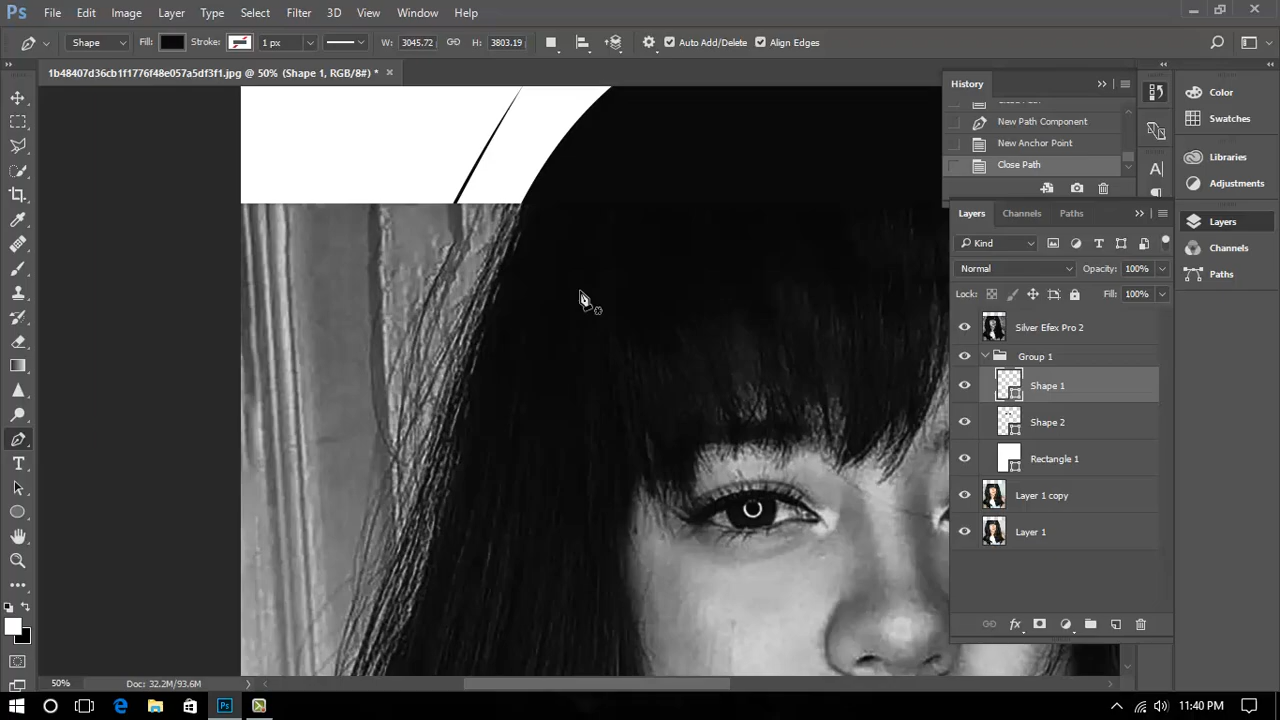 Ps File Edit Image Layer Type Select Filter 3D View Window Help
Shape Fill: Stroke: 1 px W: 3045.72 H: 3803.19 Auto Add/Delete Align Edges
1b48407d36cb1f1776f48e057a5df3f1.jpg @ 50% (Shape 1, RGB/8#) * ×
History
New Path Component
New Anchor Point
Close Path
Color
Swatches
Libraries
Adjustments
Layers
Channels
Paths
Layers Channels Paths
Kind
Normal Opacity: 100%
Lock: Fill: 100%
Silver Efex Pro 2
Group 1
Shape 1
Shape 2
Rectangle 1
Layer 1 copy
Layer 1
fx
50% Doc: 32.2M/93.6M
Ps 11:40 PM